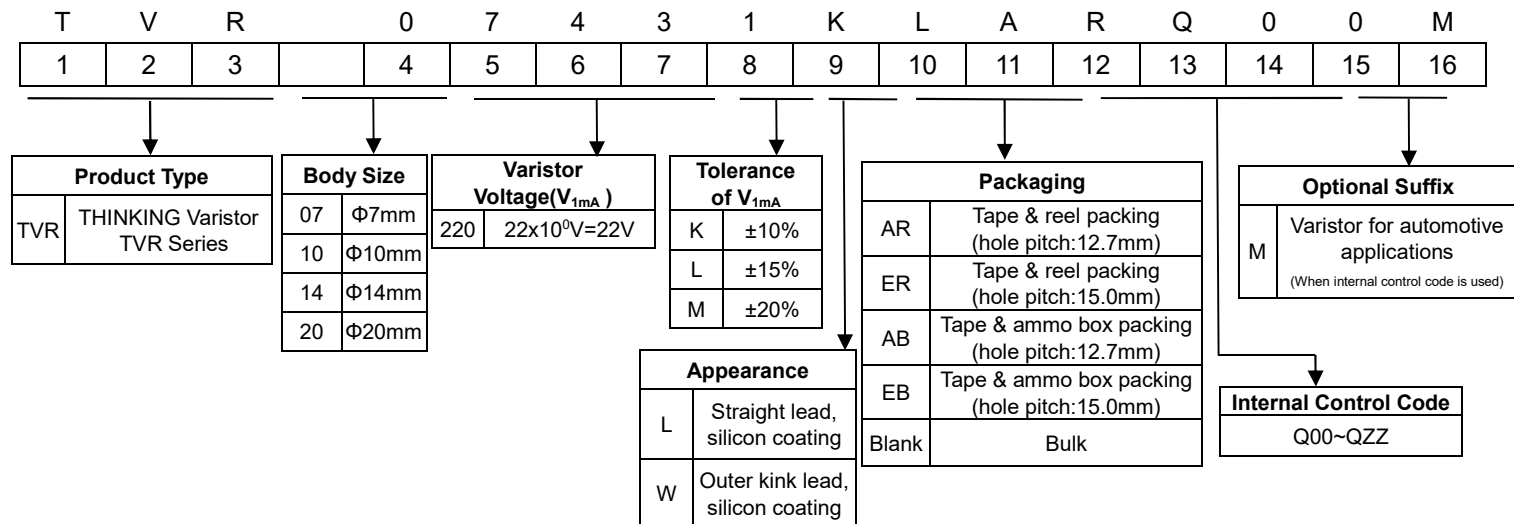 T V R 0 7 4 3 1 K L A R Q 0 0 M
1 2 3 4 5 6 7 8 9 10 11 12 13 14 15 16
Product Type
TVR THINKING Varistor
TVR Series
Body Size
07 Φ7mm
10 Φ10mm
14 Φ14mm
20 Φ20mm
Varistor
Voltage(V1mA )
220 22x10⁰V=22V
Tolerance
of V1mA
K ±10%
L ±15%
M ±20%
Appearance
L Straight lead,
silicon coating
W Outer kink lead,
silicon coating
Packaging
AR Tape & reel packing
(hole pitch:12.7mm)
ER Tape & reel packing
(hole pitch:15.0mm)
AB Tape & ammo box packing
(hole pitch:12.7mm)
EB Tape & ammo box packing
(hole pitch:15.0mm)
Blank Bulk
Optional Suffix
M Varistor for automotive
applications
(When internal control code is used)
Internal Control Code
Q00~QZZ